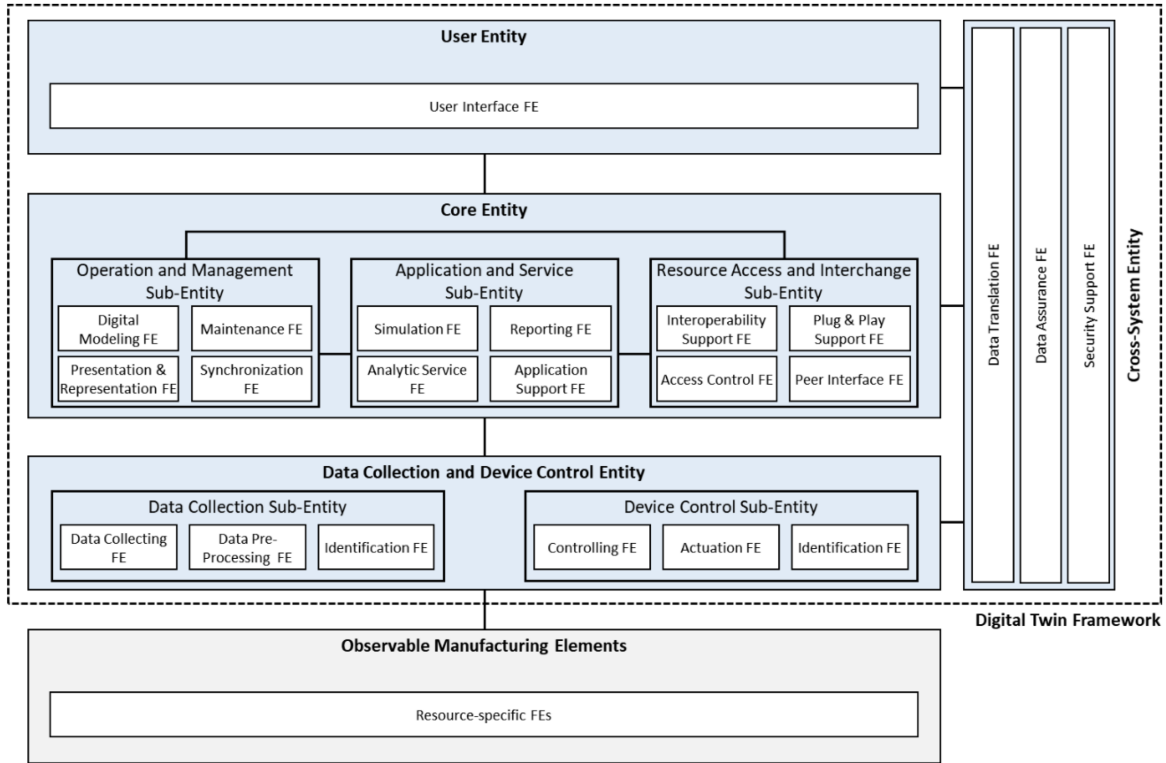 User Entity
User Interface FE
Core Entity
Operation and Management
Sub-Entity
Digital
Modeling FE
Maintenance FE
Presentation &
Representation FE
Synchronization
FE
Application and Service
Sub-Entity
Simulation FE
Reporting FE
Analytic Service
FE
Application
Support FE
Resource Access and Interchange
Sub-Entity
Interoperability
Support FE
Plug & Play
Support FE
Access Control FE
Peer Interface FE
Data Collection and Device Control Entity
Data Collection Sub-Entity
Data Collecting
FE
Data Pre-
Processing FE
Identification FE
Device Control Sub-Entity
Controlling FE
Actuation FE
Identification FE
Data Translation FE
Data Assurance FE
Security Support FE
Cross-System Entity
Digital Twin Framework
Observable Manufacturing Elements
Resource-specific FEs